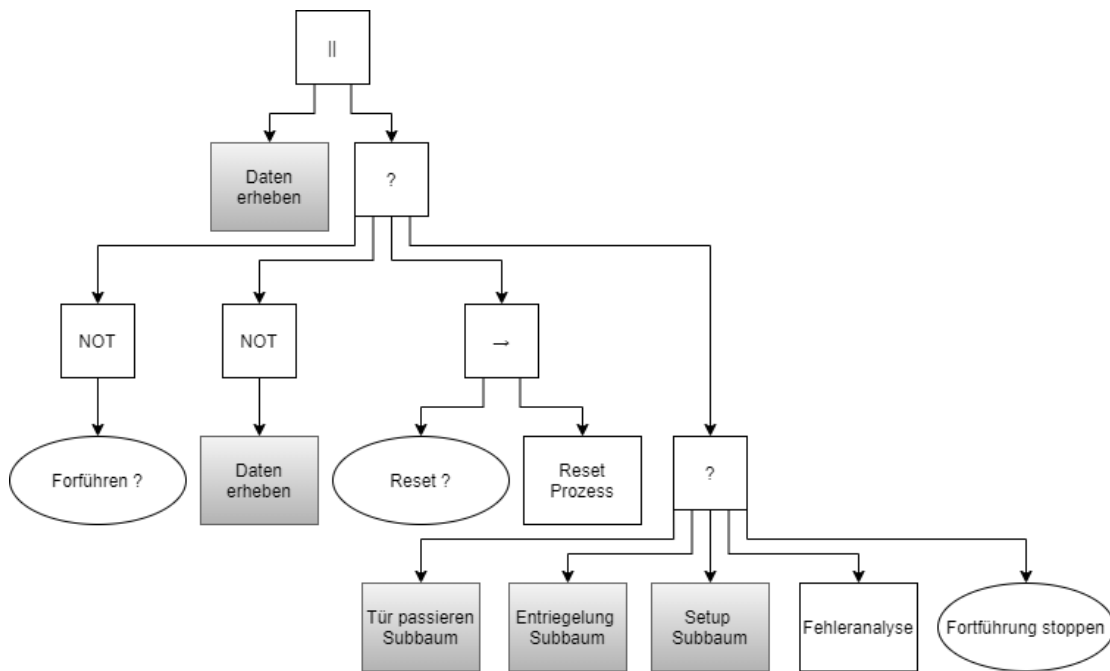 ||
Daten
erheben
?
NOT
NOT
→
Forführen ?
Daten
erheben
Reset ?
Reset
Prozess
?
Tür passieren
Subbaum
Entriegelung
Subbaum
Setup
Subbaum
Fehleranalyse
Fortführung stoppen